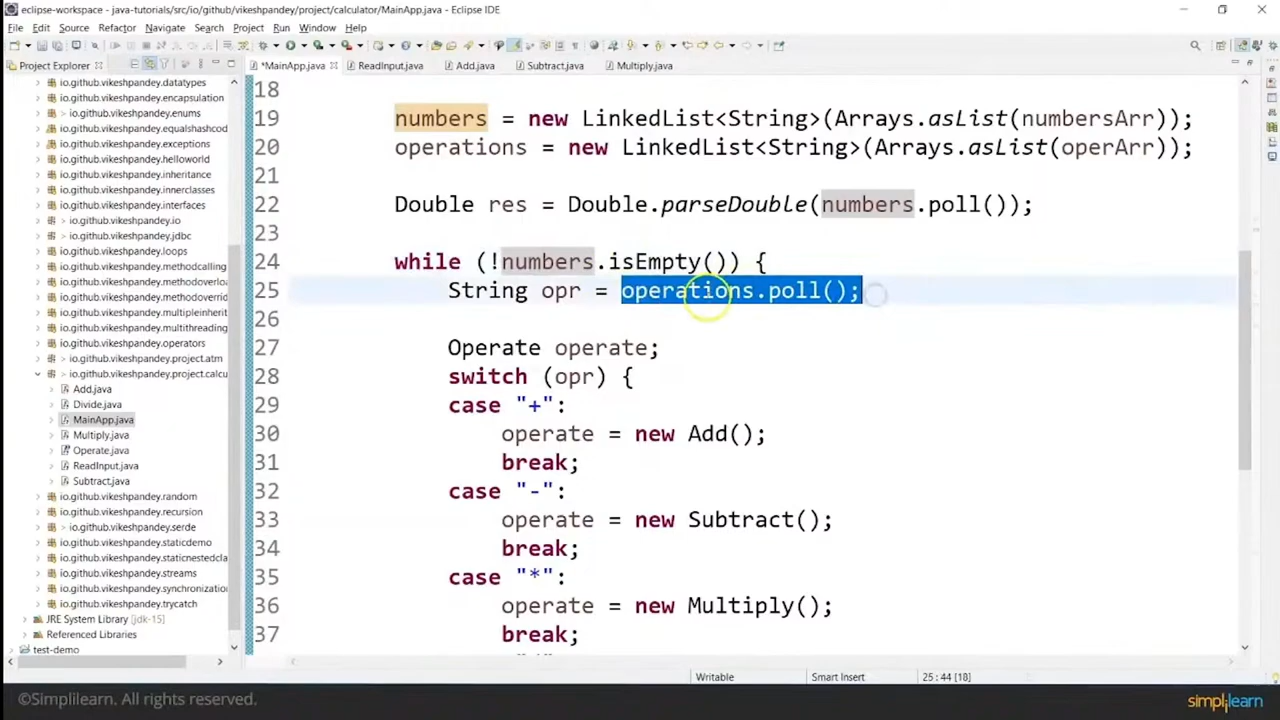 eclipse-workspace - java-tutorials/src/io/github/vikeshpandey/project/calculator/MainApp.java - Eclipse IDE
File Edit Source Refactor Navigate Search Project Run Window Help
Project Explorer
*MainApp.java ReadInput.java Add.java Subtract.java Multiply.java
io.github.vikeshpandey.datatypes
io.github.vikeshpandey.encapsulation
> io.github.vikeshpandey.enums
io.github.vikeshpandey.equalshashcod
io.github.vikeshpandey.exceptions
io.github.vikeshpandey.helloworld
io.github.vikeshpandey.inheritance
io.github.vikeshpandey.innerclasses
io.github.vikeshpandey.interfaces
> io.github.vikeshpandey.io
> io.github.vikeshpandey.jdbc
io.github.vikeshpandey.loops
io.github.vikeshpandey.methodcalling
io.github.vikeshpandey.methodoverloa
io.github.vikeshpandey.methodoverrid
io.github.vikeshpandey.multipleinherit
io.github.vikeshpandey.multithreading
io.github.vikeshpandey.operators
> io.github.vikeshpandey.project.atm
> io.github.vikeshpandey.project.calcu
Add.java
Divide.java
MainApp.java
Multiply.java
Operate.java
ReadInput.java
Subtract.java
io.github.vikeshpandey.random
io.github.vikeshpandey.recursion
> io.github.vikeshpandey.serde
io.github.vikeshpandey.staticdemo
io.github.vikeshpandey.staticnestedcla
io.github.vikeshpandey.streams
io.github.vikeshpandey.synchronizatio
io.github.vikeshpandey.trycatch
JRE System Library [jdk-15]
Referenced Libraries
test-demo
18
19 numbers = new LinkedList<String>(Arrays.asList(numbersArr));
20 operations = new LinkedList<String>(Arrays.asList(operArr));
21
22 Double res = Double.parseDouble(numbers.poll());
23
24 while (!numbers.isEmpty()) {
25 String opr = operations.poll();
26
27 Operate operate;
28 switch (opr) {
29 case "+":
30 operate = new Add();
31 break;
32 case "-":
33 operate = new Subtract();
34 break;
35 case "*":
36 operate = new Multiply();
37 break;
Writable Smart Insert 25 : 44 [18]
©Simplilearn. All rights reserved.
simplilearn